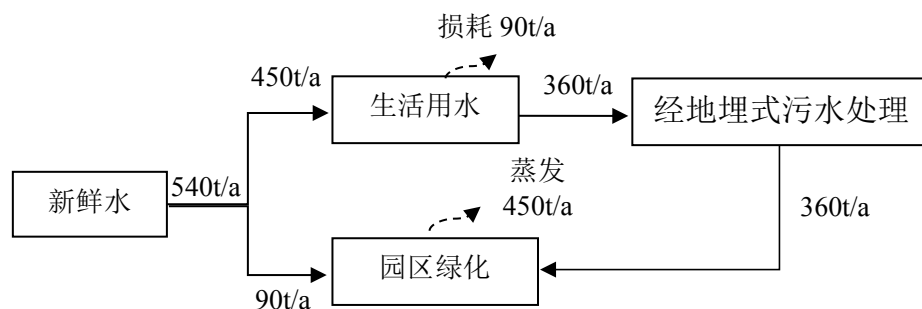 损耗 90t/a
450t/a
生活用水
360t/a
经地埋式污水处理
新鲜水
540t/a
蒸发
450t/a
360t/a
园区绿化
90t/a